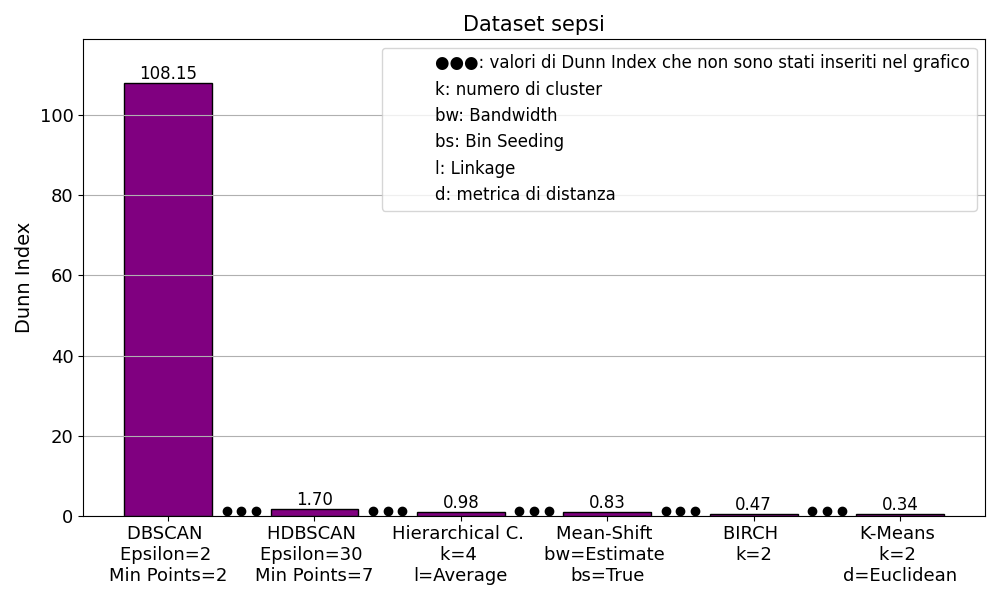 Dataset sepsi
●●●: valori di Dunn Index che non sono stati inseriti nel grafico
k: numero di cluster
bw: Bandwidth
bs: Bin Seeding
l: Linkage
d: metrica di distanza
Dunn Index
100
80
60
40
20
0
108.15
1.70
0.98
0.83
0.47
0.34
DBSCAN
Epsilon=2
Min Points=2
HDBSCAN
Epsilon=30
Min Points=7
Hierarchical C.
k=4
l=Average
Mean-Shift
bw=Estimate
bs=True
BIRCH
k=2
K-Means
k=2
d=Euclidean